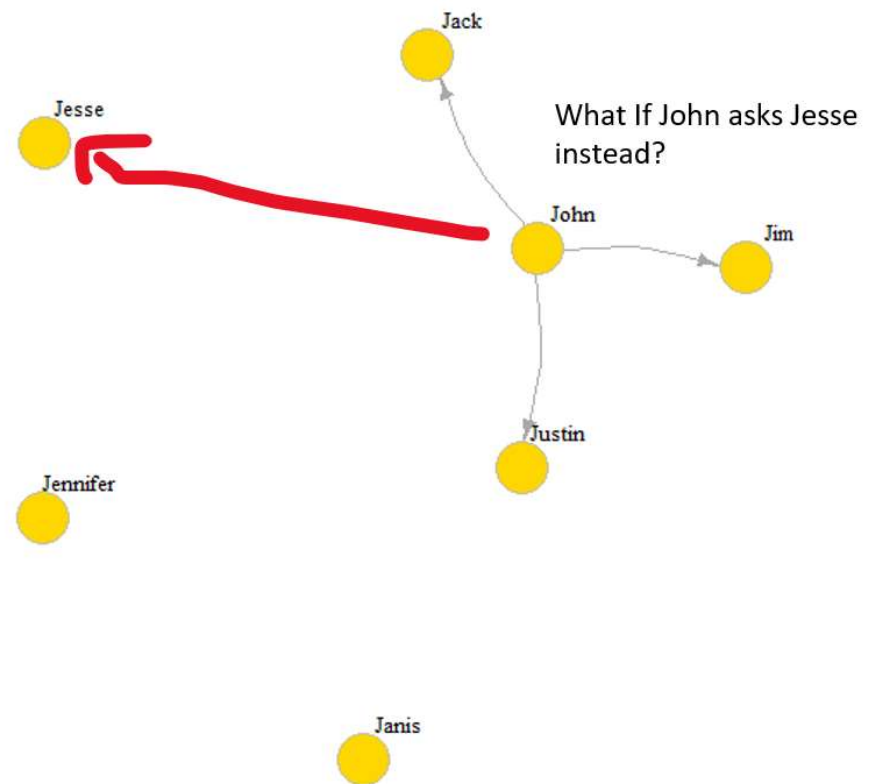 Jack
Jesse
What If John asks Jesse
instead?
John
Jim
Justin
Jennifer
Janis